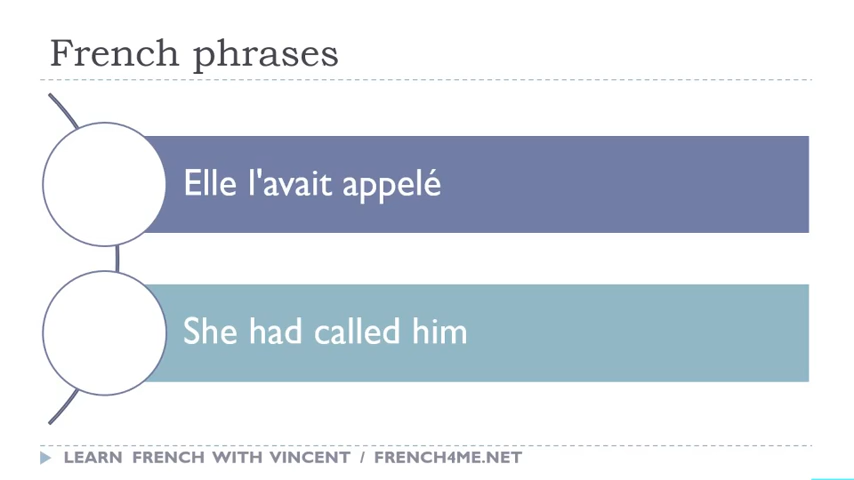 French phrases
Elle l'avait appelé
She had called him
LEARN FRENCH WITH VINCENT / FRENCH4ME.NET